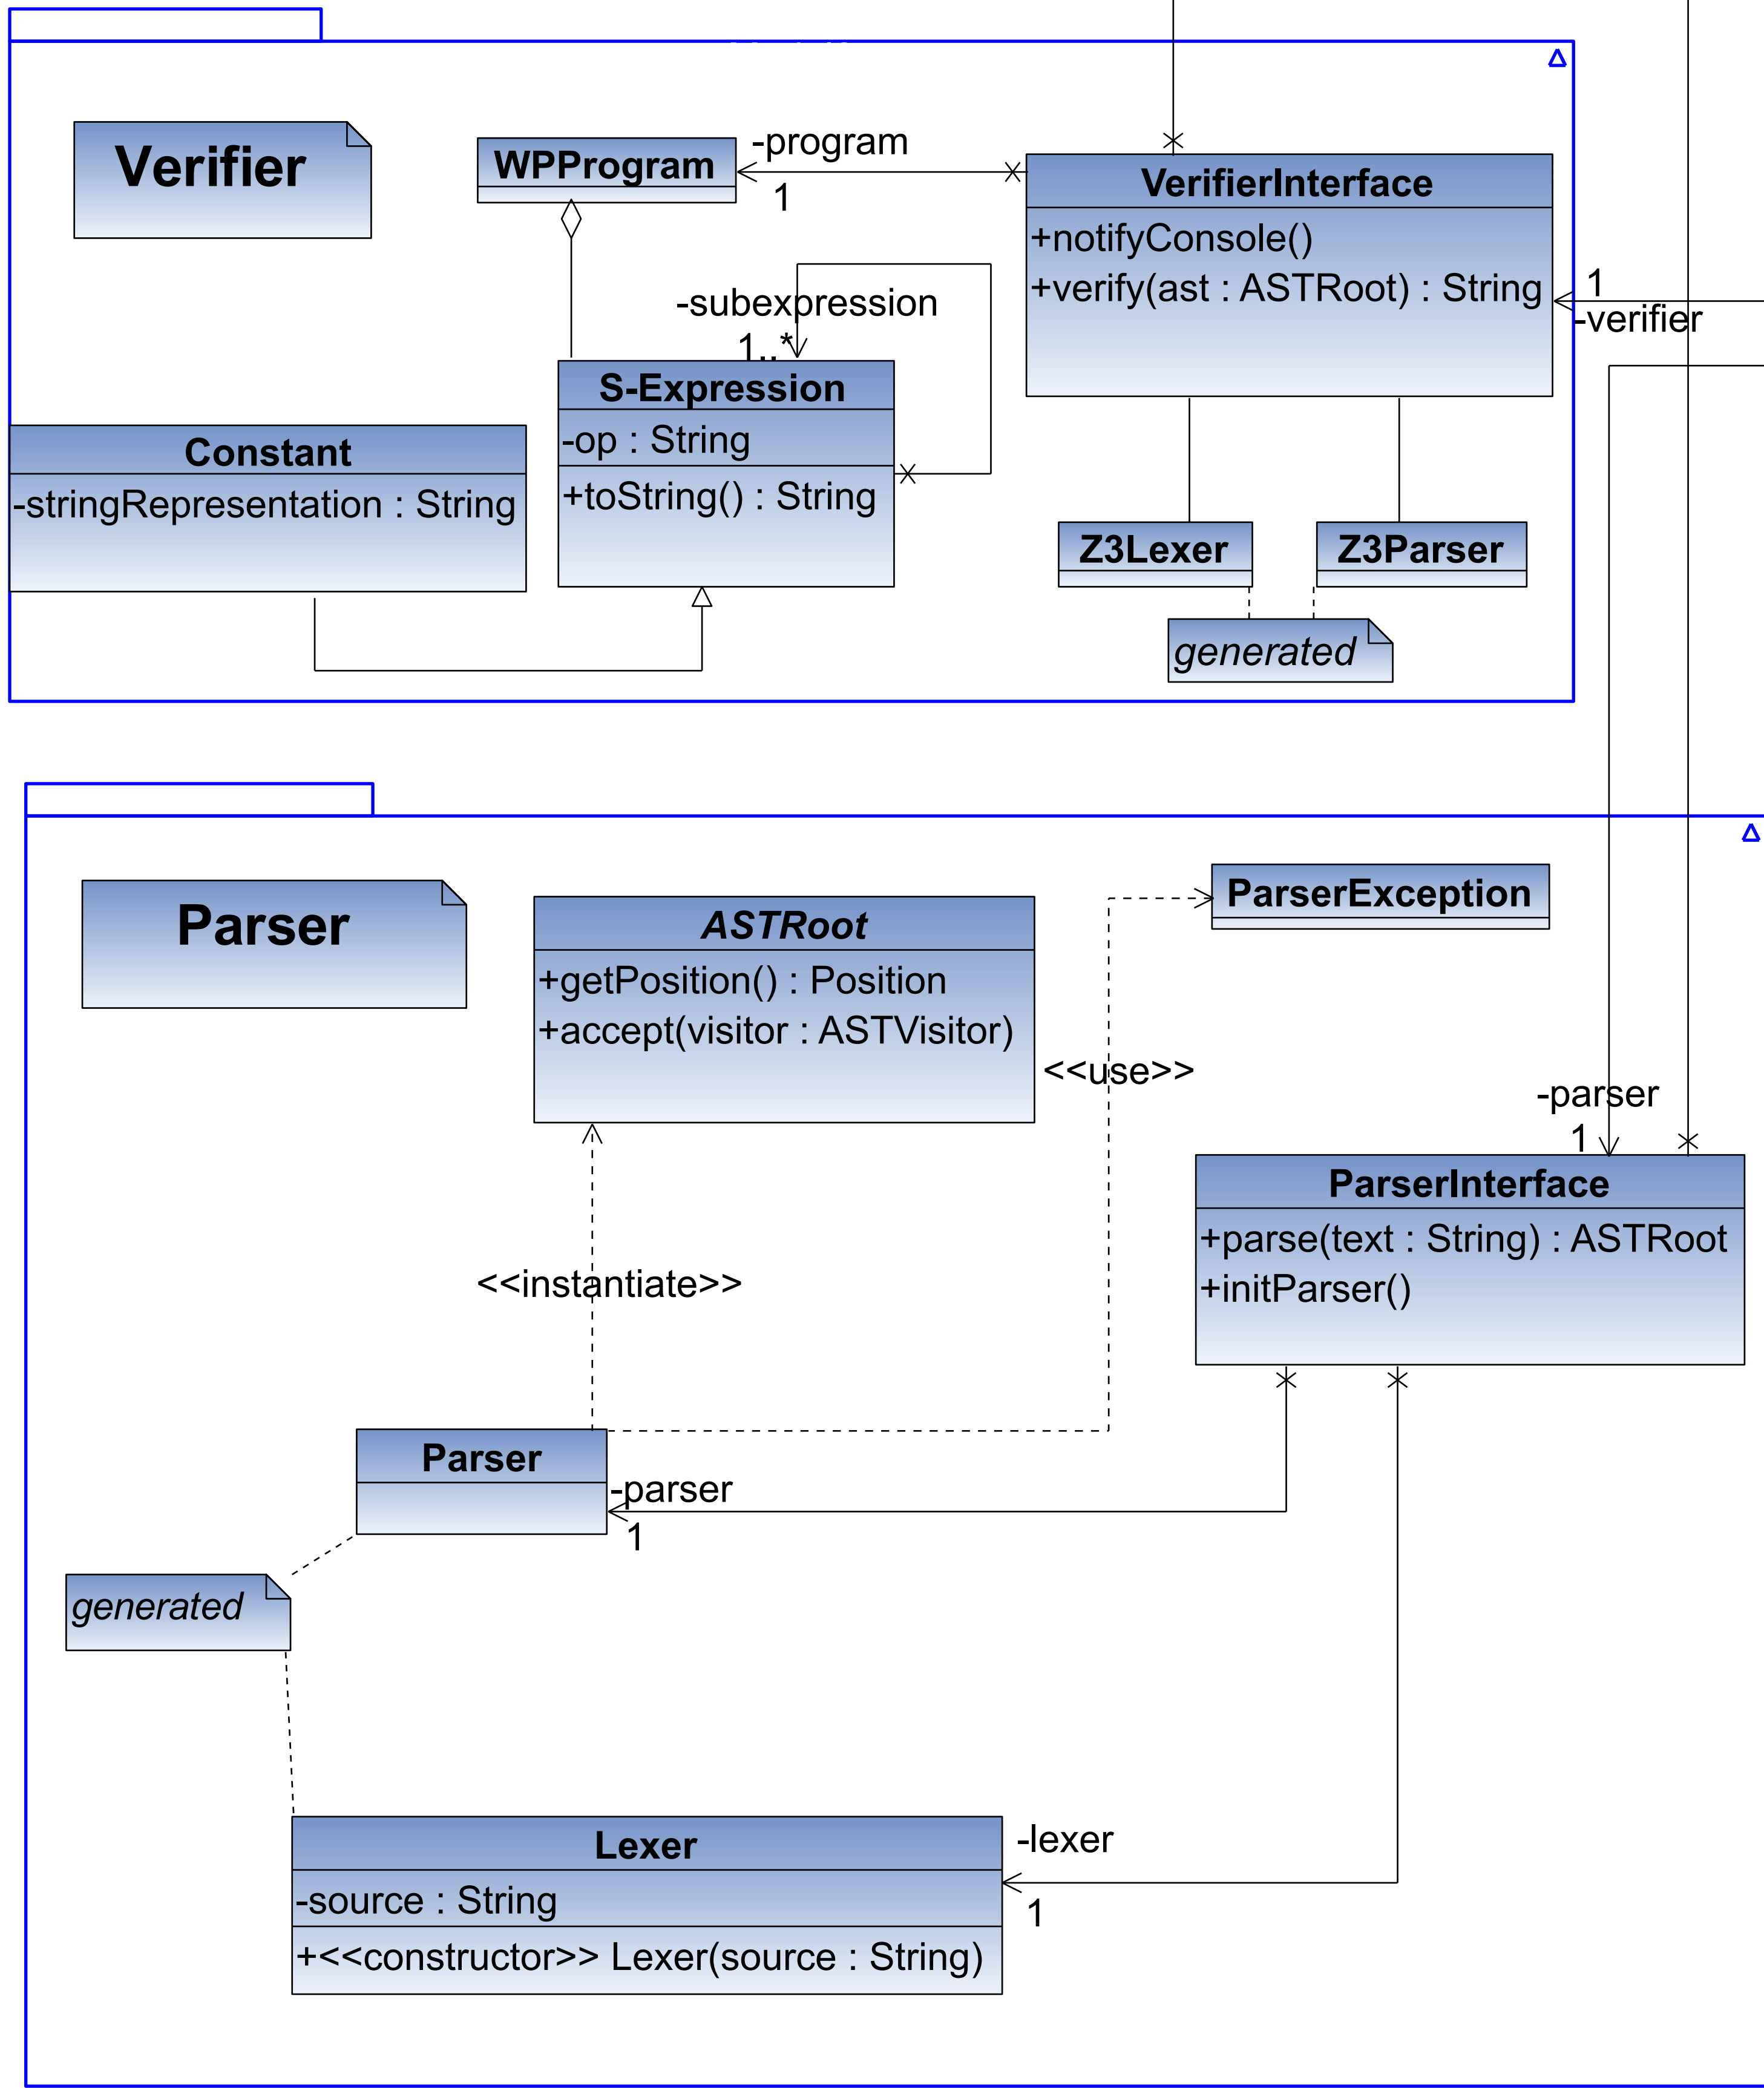 Verifier
WPProgram
-program
1
VerifierInterface
+notifyConsole()
+verify(ast : ASTRoot) : String
1
-verifier
-subexpression
1..*
S-Expression
-op : String
+toString() : String
Constant
-stringRepresentation : String
Z3Lexer
Z3Parser
generated
Parser
ASTRoot
+getPosition() : Position
+accept(visitor : ASTVisitor)
ParserException
<<use>>
-parser
1
ParserInterface
+parse(text : String) : ASTRoot
+initParser()
<<instantiate>>
Parser
-parser
1
generated
Lexer
-source : String
+<<constructor>> Lexer(source : String)
-lexer
1